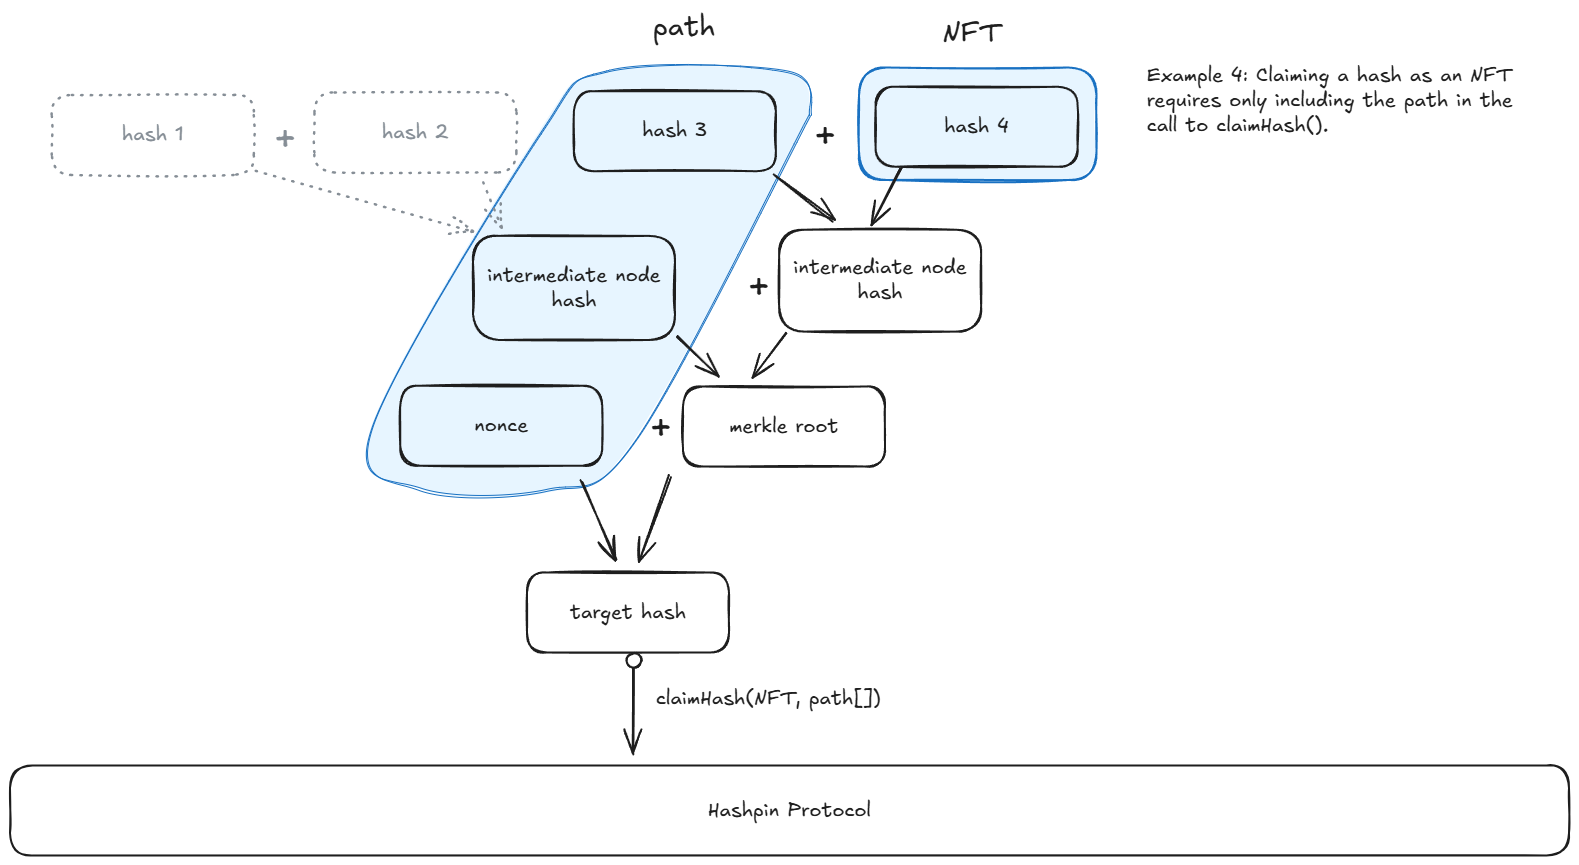 path
NFT
Example 4: Claiming a hash as an NFT
requires only including the path in the
call to claimHash().
hash 1
+
hash 2
hash 3
+
hash 4
intermediate node
hash
+
intermediate node
hash
nonce
+
merkle root
target hash
claimHash(NFT, path[])
Hashpin Protocol